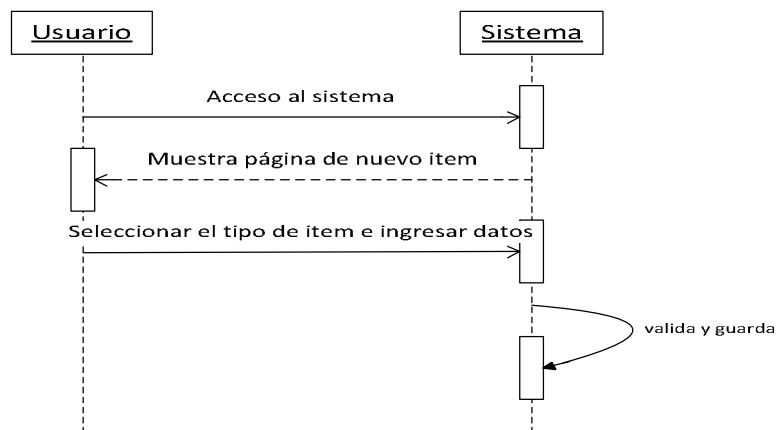 Usuario
Sistema
Acceso al sistema
Muestra página de nuevo item
Seleccionar el tipo de item e ingresar datos
valida y guarda